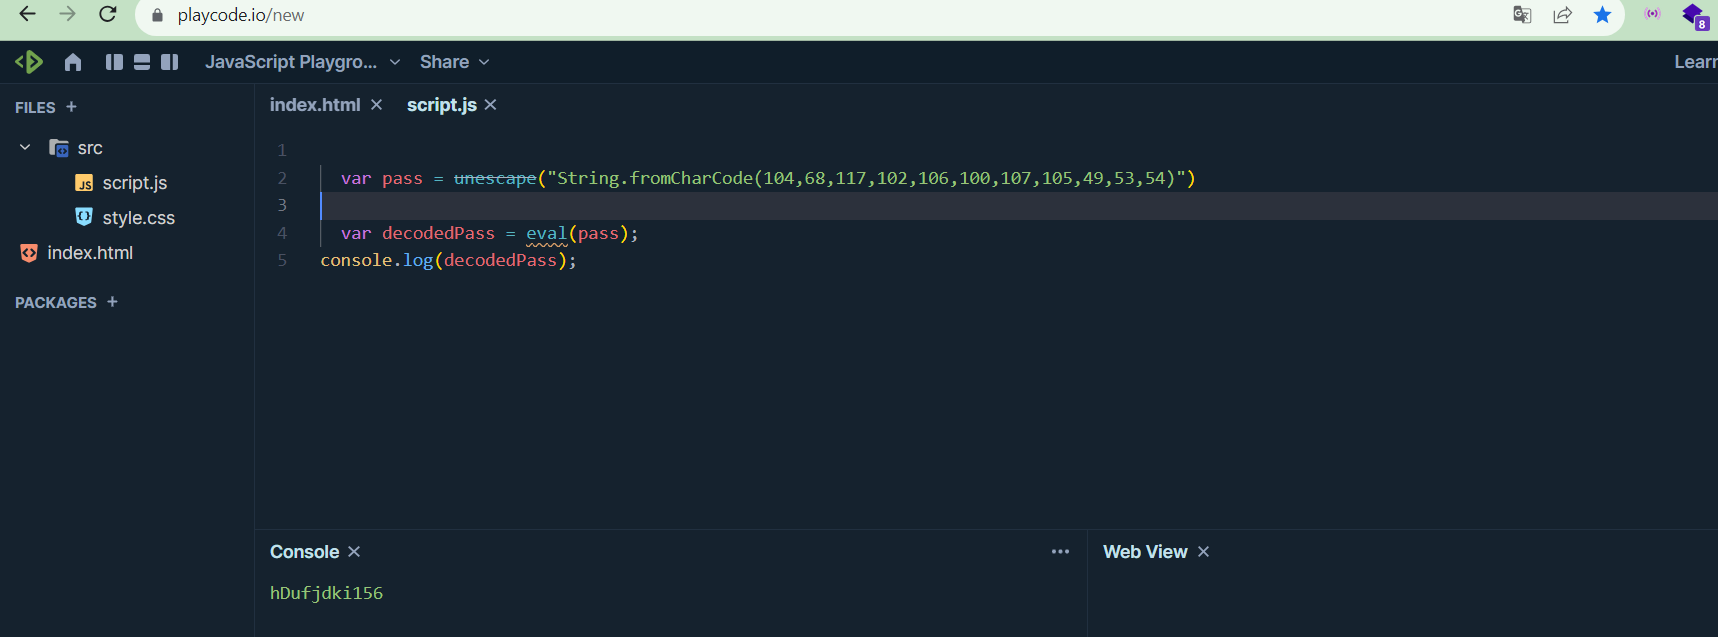 playcode.io/new
8
JavaScript Playgro... Share Learn
FILES +
src
JS script.js
style.css
index.html
PACKAGES +
index.html × script.js ×
1
2 var pass = unescape("String.fromCharCode(104,68,117,102,106,100,107,105,49,53,54)")
3
4 var decodedPass = eval(pass);
5 console.log(decodedPass);
Console × ...
hDufjdki156
Web View ×